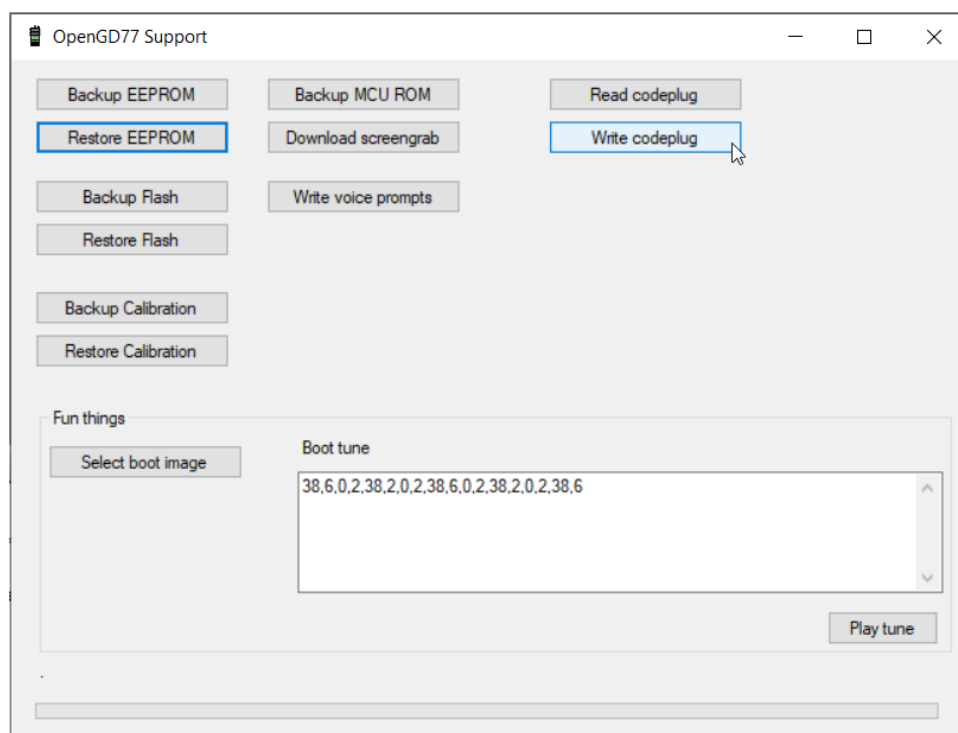 OpenGD77 Support
Backup EEPROM
Backup MCU ROM
Read codeplug
Restore EEPROM
Download screengrab
Write codeplug
Backup Flash
Write voice prompts
Restore Flash
Backup Calibration
Restore Calibration
Fun things
Select boot image
Boot tune
38,6,0,2,38,2,0,2,38,6,0,2,38,2,0,2,38,6
Play tune
.